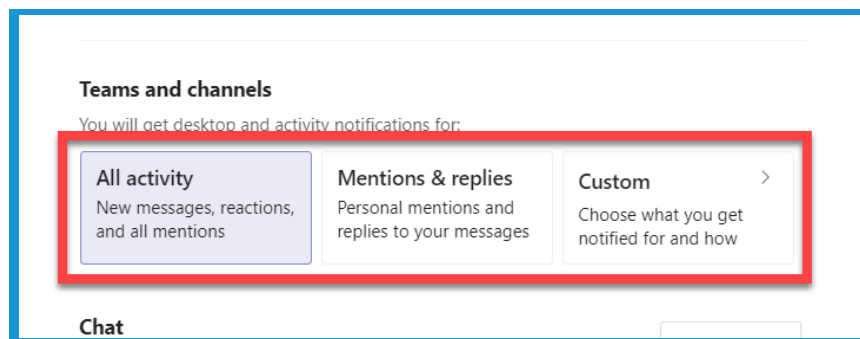 Teams and channels
You will get desktop and activity notifications for:
All activity
New messages, reactions,
and all mentions
Mentions & replies
Personal mentions and
replies to your messages
Custom
Choose what you get
notified for and how
Chat